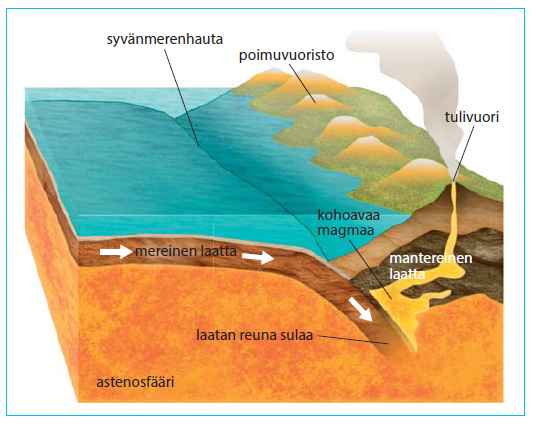 syvänmerenhauta
poimuvuoristo
tulivuori
kohoavaa
magmaa
mereinen laatta
mantereinen
laatta
laatan reuna sulaa
astenosfääri